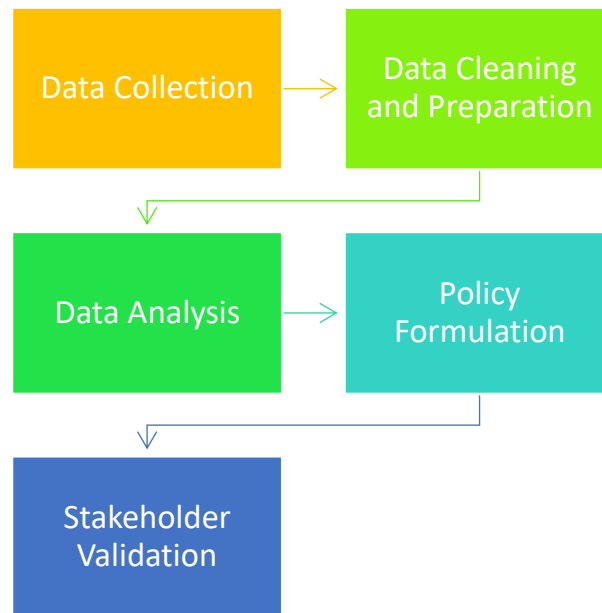 Data Collection
Data Cleaning
and Preparation
Data Analysis
Policy
Formulation
Stakeholder
Validation